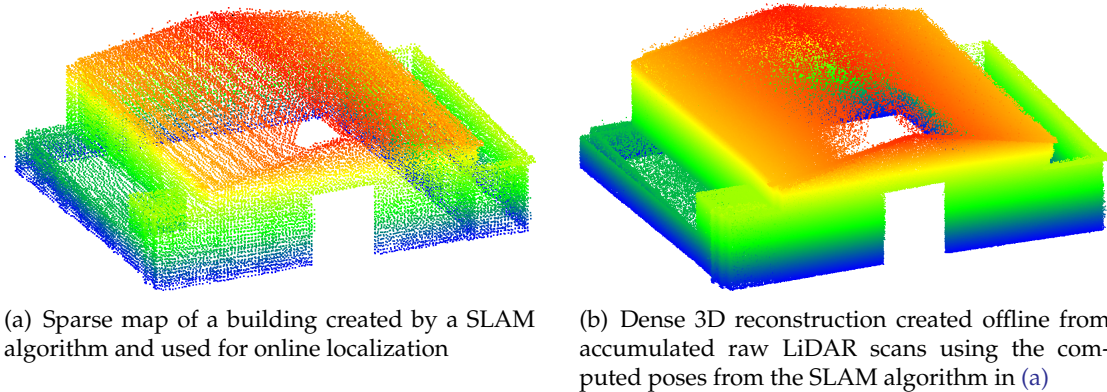 (a) Sparse map of a building created by a SLAM
algorithm and used for online localization
(b) Dense 3D reconstruction created offline from
accumulated raw LiDAR scans using the com-
puted poses from the SLAM algorithm in (a)